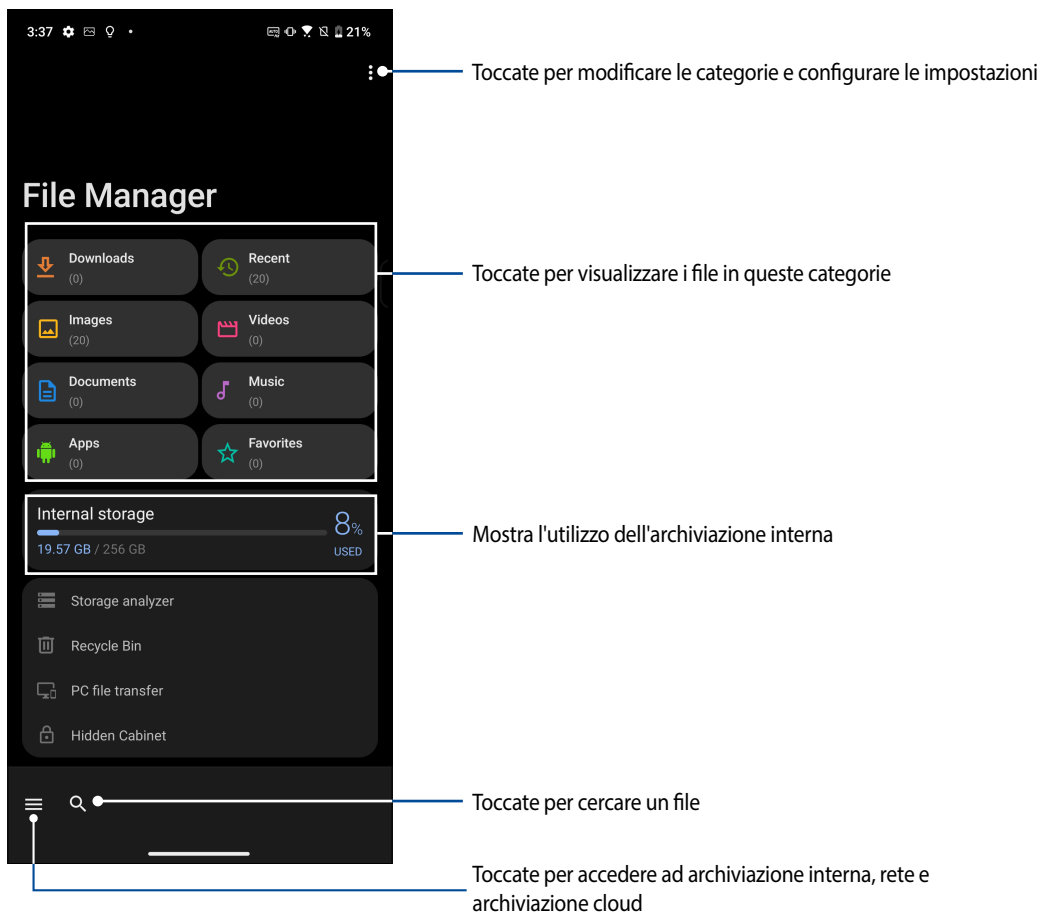 3:37 21%
Toccate per modificare le categorie e configurare le impostazioni
File Manager
Downloads
(0)
Recent
(20)
Toccate per visualizzare i file in queste categorie
Images
(20)
Videos
(0)
Documents
(0)
Music
(0)
Apps
(0)
Favorites
(0)
Internal storage
8%
19.57 GB / 256 GB
USED
Mostra l'utilizzo dell'archiviazione interna
Storage analyzer
Recycle Bin
PC file transfer
Hidden Cabinet
Toccate per cercare un file
Toccate per accedere ad archiviazione interna, rete e
archiviazione cloud